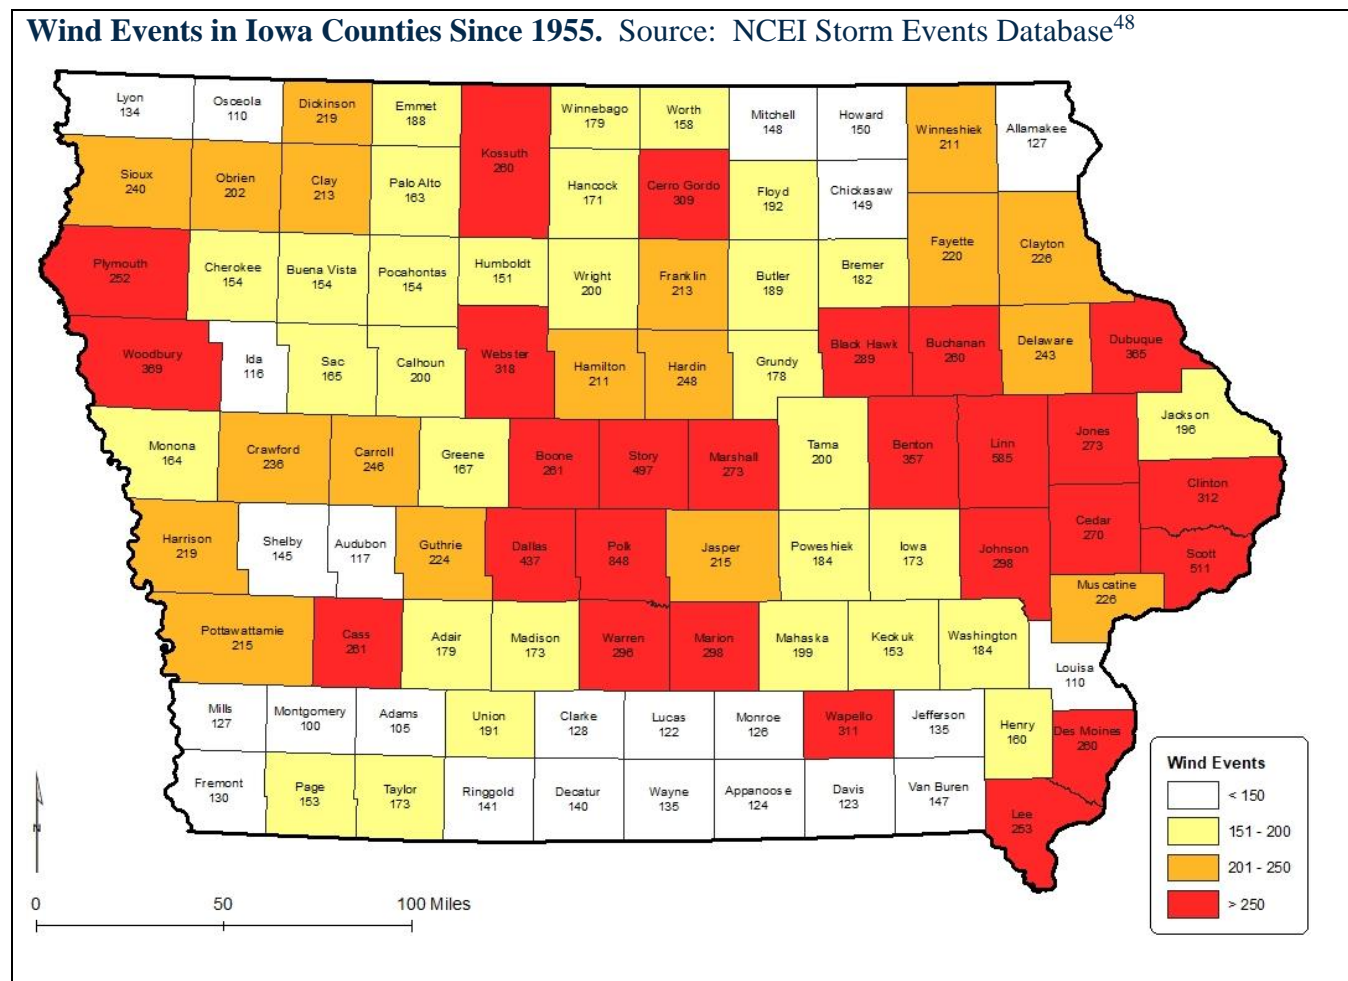 Wind Events in Iowa Counties Since 1955. Source: NCEI Storm Events Database48
Lyon
134
Osceola
110
Dickinson
219
Emmet
188
Kossuth
260
Winnebago
179
Worth
158
Mitchell
148
Howard
150
Winneshiek
211
Allamakee
127
Sioux
240
Obrien
202
Clay
213
Palo Alto
163
Hancock
171
Cerro Gordo
309
Floyd
192
Chickasaw
149
Fayette
220
Clayton
226
Plymouth
252
Cherokee
154
Buena Vista
154
Pocahontas
154
Humboldt
151
Wright
200
Franklin
213
Butler
189
Bremer
182
Woodbury
369
Ida
116
Sac
165
Calhoun
200
Webster
318
Hamilton
211
Hardin
248
Grundy
178
Black Hawk
289
Buchanan
260
Delaware
243
Dubuque
365
Monona
164
Crawford
236
Carroll
246
Greene
167
Boone
261
Story
497
Marshall
273
Tama
200
Benton
357
Linn
585
Jones
273
Jackson
196
Clinton
312
Harrison
219
Shelby
145
Audubon
117
Guthrie
224
Dallas
437
Polk
848
Jasper
215
Poweshiek
184
Iowa
173
Johnson
298
Cedar
270
Scott
511
Muscatine
226
Pottawattamie
215
Cass
261
Adair
179
Madison
173
Warren
296
Marion
298
Mahaska
199
Keokuk
153
Washington
184
Louisa
110
Mills
127
Montgomery
100
Adams
105
Union
191
Clarke
128
Lucas
122
Monroe
126
Wapello
311
Jefferson
135
Henry
160
Des Moines
260
Fremont
130
Page
153
Taylor
173
Ringgold
141
Decatur
140
Wayne
135
Appanoose
124
Davis
123
Van Buren
147
Lee
253
Wind Events
< 150
151 - 200
201 - 250
> 250
N
0 50 100 Miles